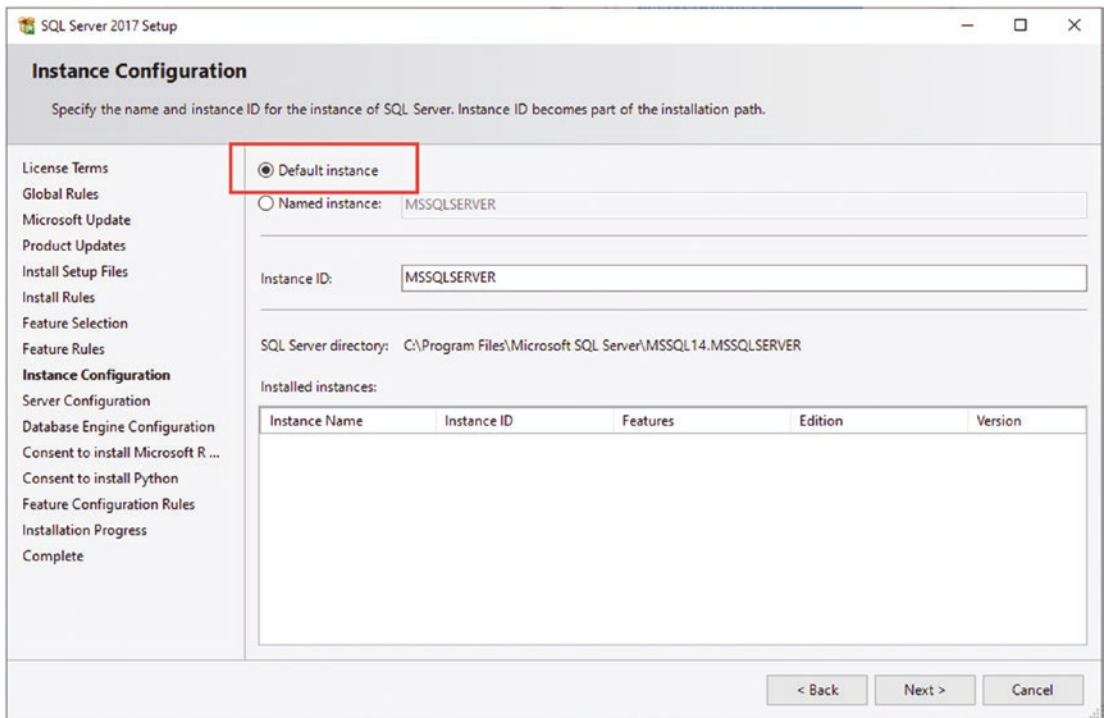 SQL Server 2017 Setup
Instance Configuration
Specify the name and instance ID for the instance of SQL Server. Instance ID becomes part of the installation path.
License Terms
Global Rules
Microsoft Update
Product Updates
Install Setup Files
Install Rules
Feature Selection
Feature Rules
Instance Configuration
Server Configuration
Database Engine Configuration
Consent to install Microsoft R ...
Consent to install Python
Feature Configuration Rules
Installation Progress
Complete
Default instance
Named instance: MSSQLSERVER
Instance ID: MSSQLSERVER
SQL Server directory: C:\Program Files\Microsoft SQL Server\MSSQL14.MSSQLSERVER
Installed instances:
Instance Name Instance ID Features Edition Version
< Back Next > Cancel